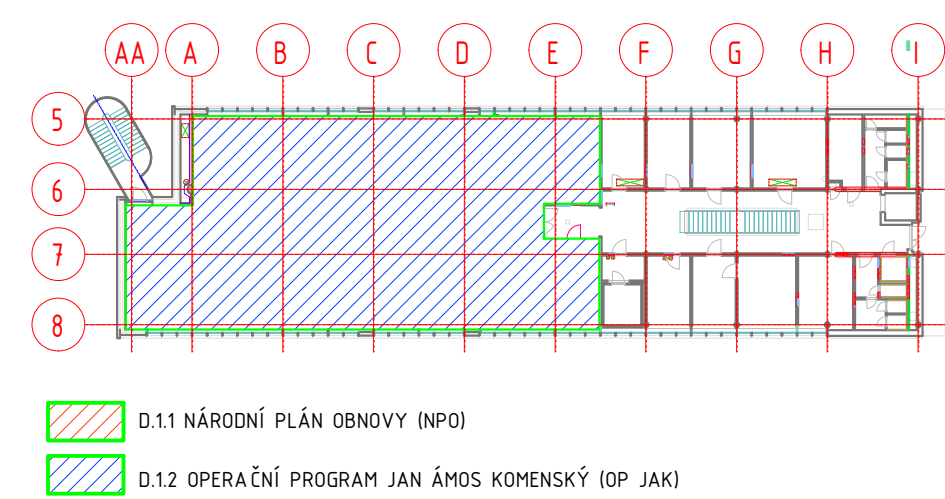 AA A B C D E F G H I
5
6
7
8
D.1.1 NÁRODNÍ PLÁN OBNOVY (NPO)
D.1.2 OPERAČNÍ PROGRAM JAN ÁMOS KOMENSKÝ (OP JAK)